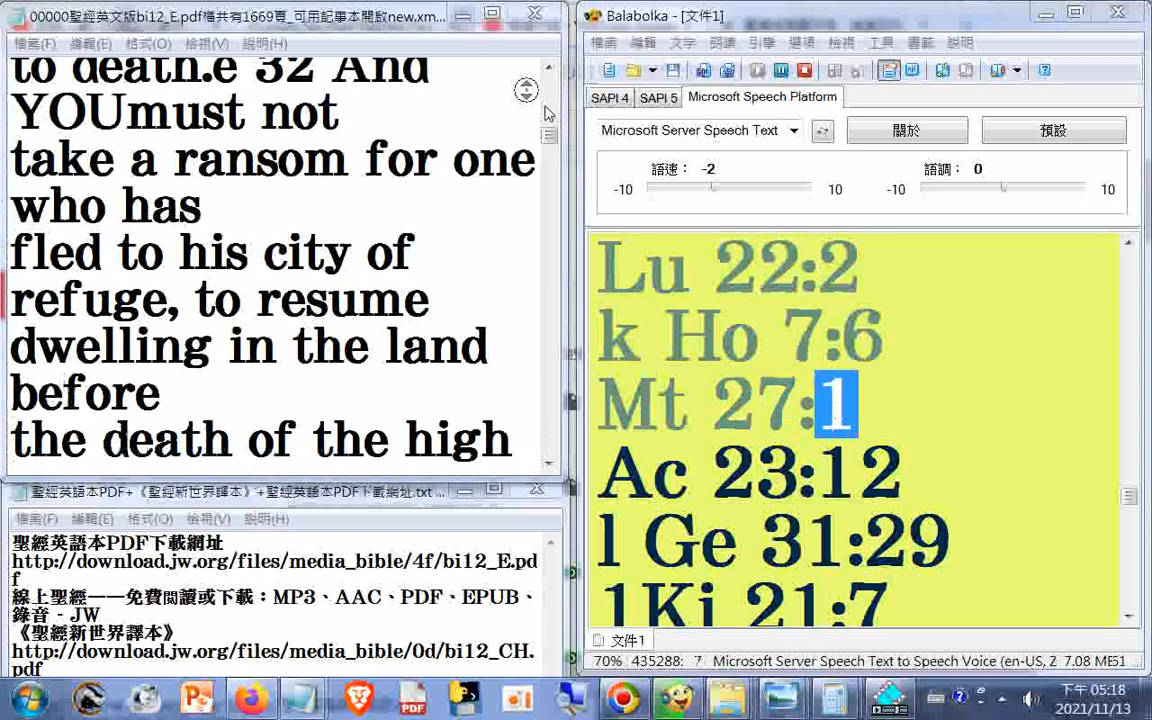 00000聖經英文版bi12_E.pdf檔共有1669頁_可用記事本開啟new.xm...
檔案(F) 編輯(E) 格式(O) 檢視(V) 說明(H)
to death.e 32 And
YOUmust not
take a ransom for one
who has
fled to his city of
refuge, to resume
dwelling in the land
before
the death of the high
聖經英語本PDF+《聖經新世界譯本》+聖經英語本PDF下載網址.txt ...
檔案(F) 編輯(E) 格式(O) 檢視(V) 說明(H)
聖經英語本PDF下載網址
http://download.jw.org/files/media_bible/4f/bi12_E.pd
f
線上聖經——免費閱讀或下載：MP3、AAC、PDF、EPUB、
錄音 - JW
《聖經新世界譯本》
http://download.jw.org/files/media_bible/0d/bi12_CH.
pdf
Balabolka - [文件1]
檔案 編輯 文字 朗讀 引擎 選項 檢視 工具 書籤 說明
SAPI 4 SAPI 5 Microsoft Speech Platform
Microsoft Server Speech Text 關於 預設
語速： -2 語調： 0
-10 10 -10 10
Lu 22:2
k Ho 7:6
Mt 27:1
Ac 23:12
l Ge 31:29
1Ki 21:7
文件1
70% 435288: 7 Microsoft Server Speech Text to Speech Voice (en-US, Z 7.08 ME51
下午 05:18
2021/11/13